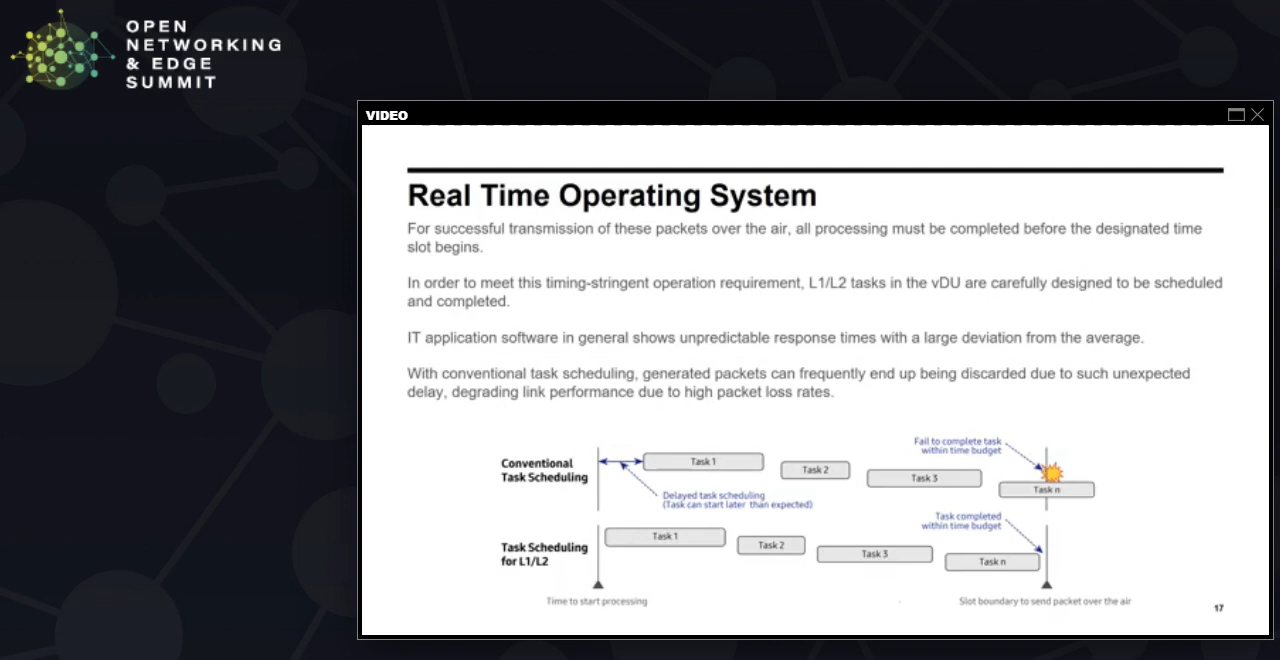 OPEN
NETWORKING
& EDGE
SUMMIT
VIDEO
Real Time Operating System
For successful transmission of these packets over the air, all processing must be completed before the designated time
slot begins.
In order to meet this timing-stringent operation requirement, L1/L2 tasks in the vDU are carefully designed to be scheduled
and completed.
IT application software in general shows unpredictable response times with a large deviation from the average.
With conventional task scheduling, generated packets can frequently end up being discarded due to such unexpected
delay, degrading link performance due to high packet loss rates.
Conventional
Task Scheduling
Task 1
Task 2
Task 3
Task n
Fail to complete task
within time budget
Delayed task scheduling
(Task can start later than expected)
Task Scheduling
for L1/L2
Task 1
Task 2
Task 3
Task n
Task completed
within time budget
Time to start processing
Slot boundary to send packet over the air
17